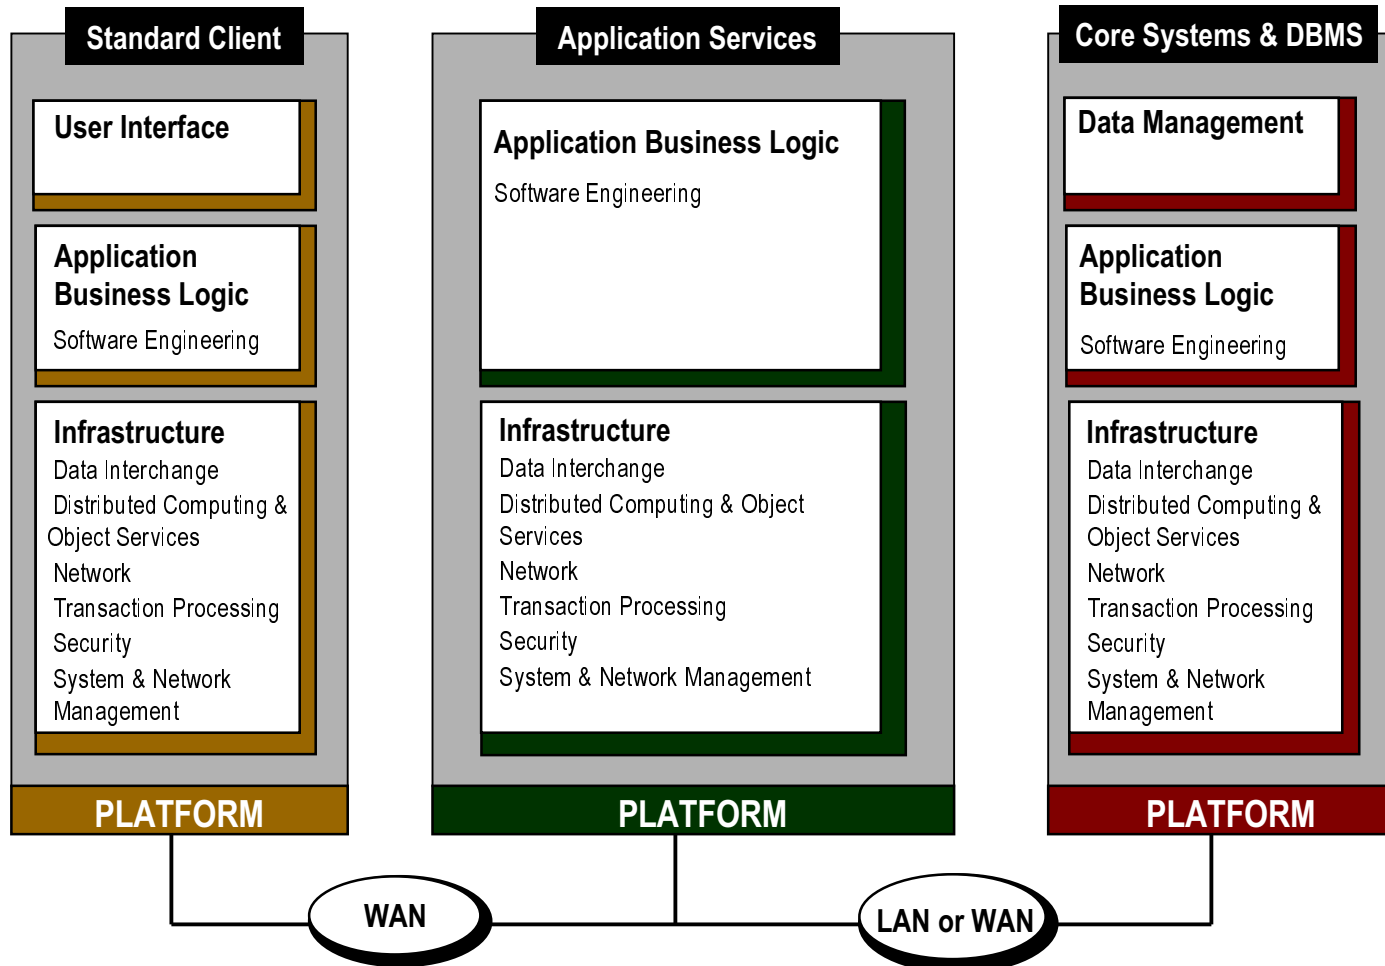 Standard Client
User Interface
Application
Business Logic
Software Engineering
Infrastructure
Data Interchange
Distributed Computing &
Object Services
Network
Transaction Processing
Security
System & Network
Management
PLATFORM
Application Services
Application Business Logic
Software Engineering
Infrastructure
Data Interchange
Distributed Computing & Object
Services
Network
Transaction Processing
Security
System & Network Management
PLATFORM
Core Systems & DBMS
Data Management
Application
Business Logic
Software Engineering
Infrastructure
Data Interchange
Distributed Computing &
Object Services
Network
Transaction Processing
Security
System & Network
Management
PLATFORM
WAN
LAN or WAN